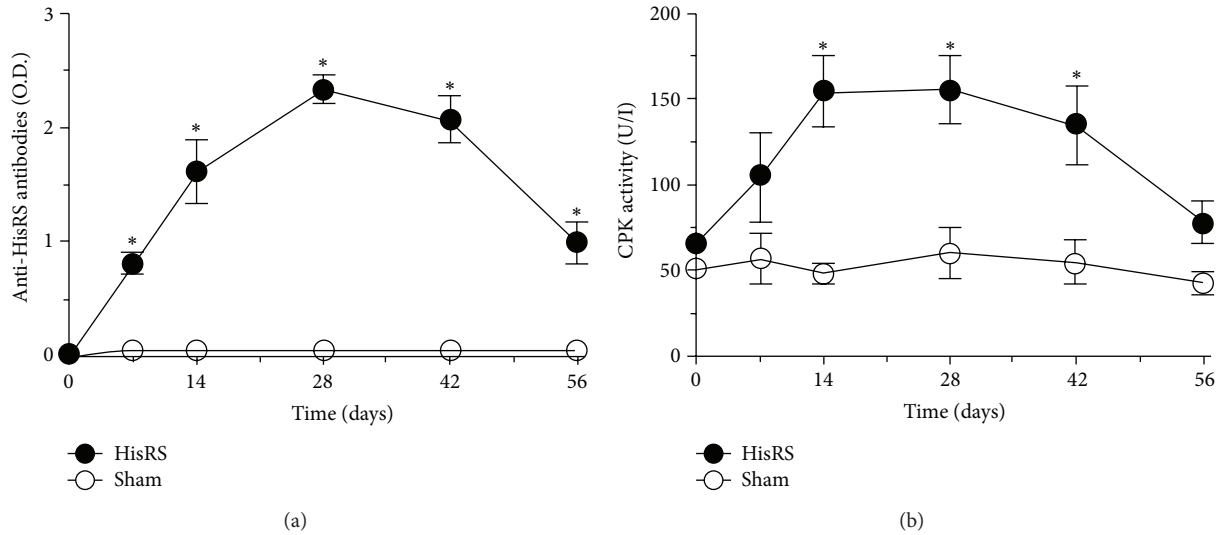 3
2
1
0
Anti-HisRS antibodies (O.D.)
*
*
*
*
*
0
14
28
42
56
Time (days)
HisRS
Sham
(a)
200
150
100
50
0
CPK activity (U/I)
*
*
*
0
14
28
42
56
Time (days)
HisRS
Sham
(b)